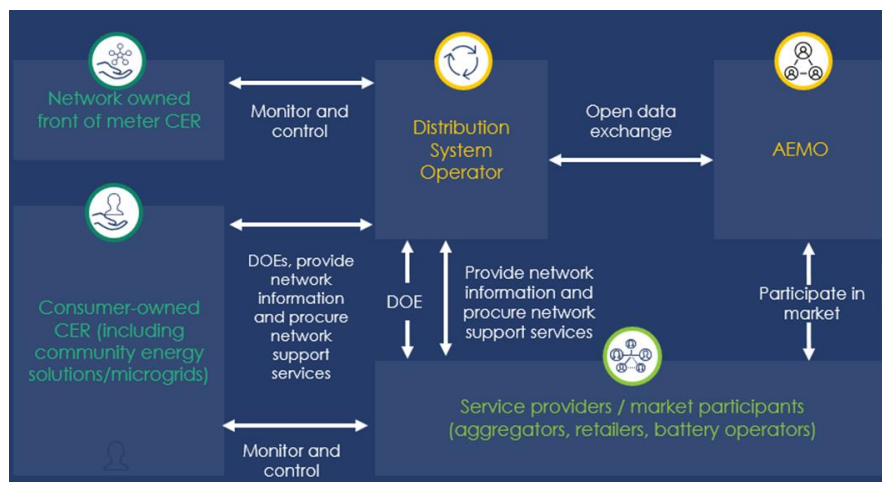 Network owned
front of meter CER
Monitor and
control
Distribution
System
Operator
Open data
exchange
AEMO
Consumer-owned
CER (including
community energy
solutions/microgrids)
DOEs, provide
network
information
and procure
network
support
services
DOE
Provide network
information and
procure network
support services
Participate in
market
Monitor and
control
Service providers / market participants
(aggregators, retailers, battery operators)